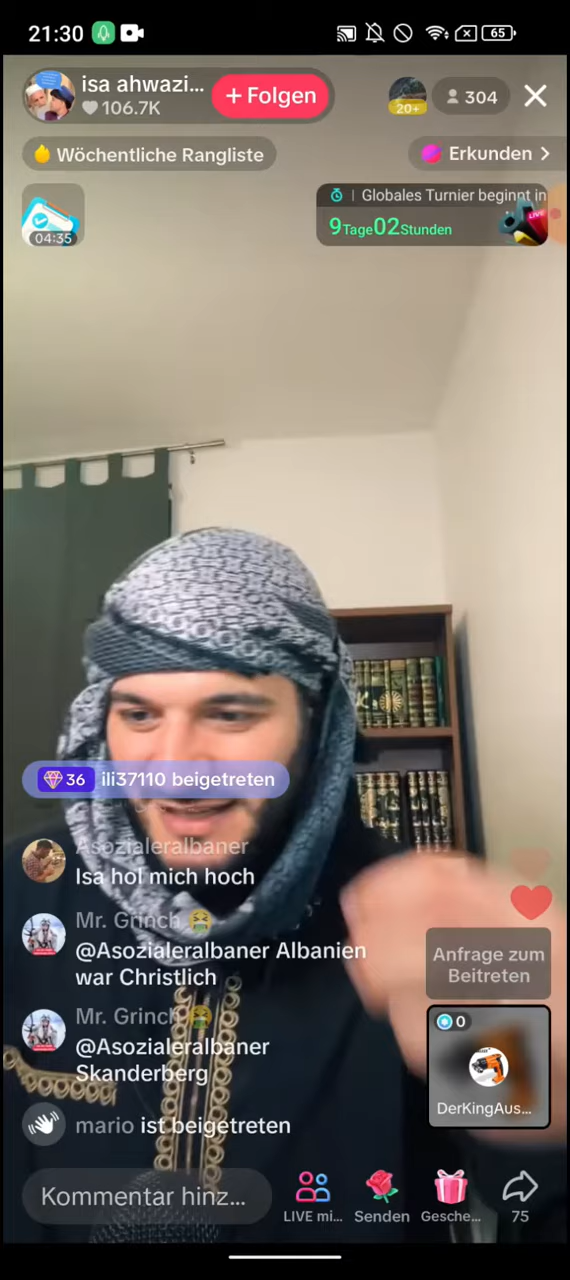 21:30
65
isa ahwazi...
106.7K
+ Folgen
20+
304
Wöchentliche Rangliste
Erkunden >
04:35
Globales Turnier beginnt in
9Tage02Stunden
LIVE
36 ili37110 beigetreten
Asozialeralbaner
Isa hol mich hoch
Mr. Grinch 🤮
@Asozialeralbaner Albanien
war Christlich
Mr. Grinch 🤮
@Asozialeralbaner
Skanderberg
mario ist beigetreten
Anfrage zum
Beitreten
0
DerKingAus...
Kommentar hinz...
LIVE mi...
Senden
Gesche...
75